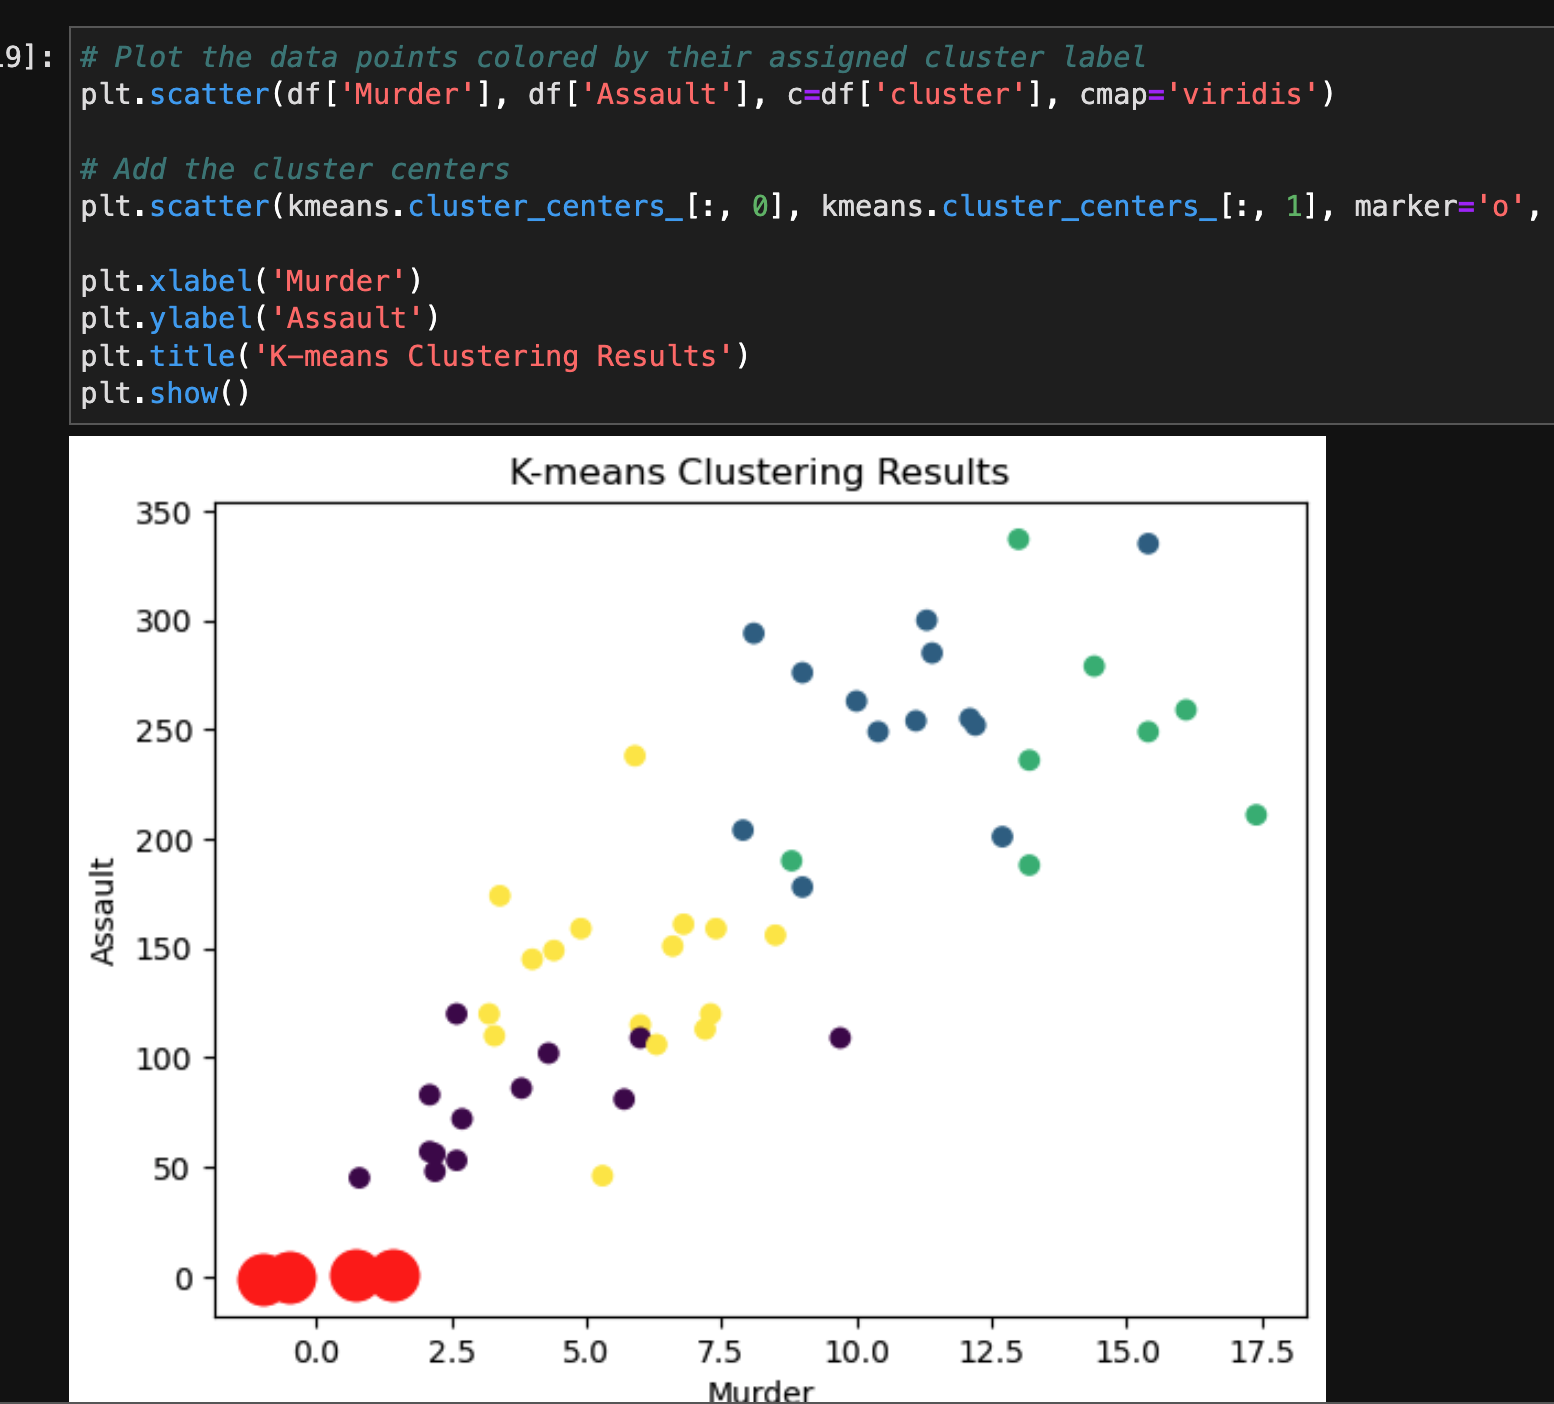 9]:
# Plot the data points colored by their assigned cluster label
plt.scatter(df['Murder'], df['Assault'], c=df['cluster'], cmap='viridis')
# Add the cluster centers
plt.scatter(kmeans.cluster_centers_[:, 0], kmeans.cluster_centers_[:, 1], marker='o',
plt.xlabel('Murder')
plt.ylabel('Assault')
plt.title('K-means Clustering Results')
plt.show()
K-means Clustering Results
350
300
250
200
150
100
50
0
Assault
0.0 2.5 5.0 7.5 10.0 12.5 15.0 17.5
Murder